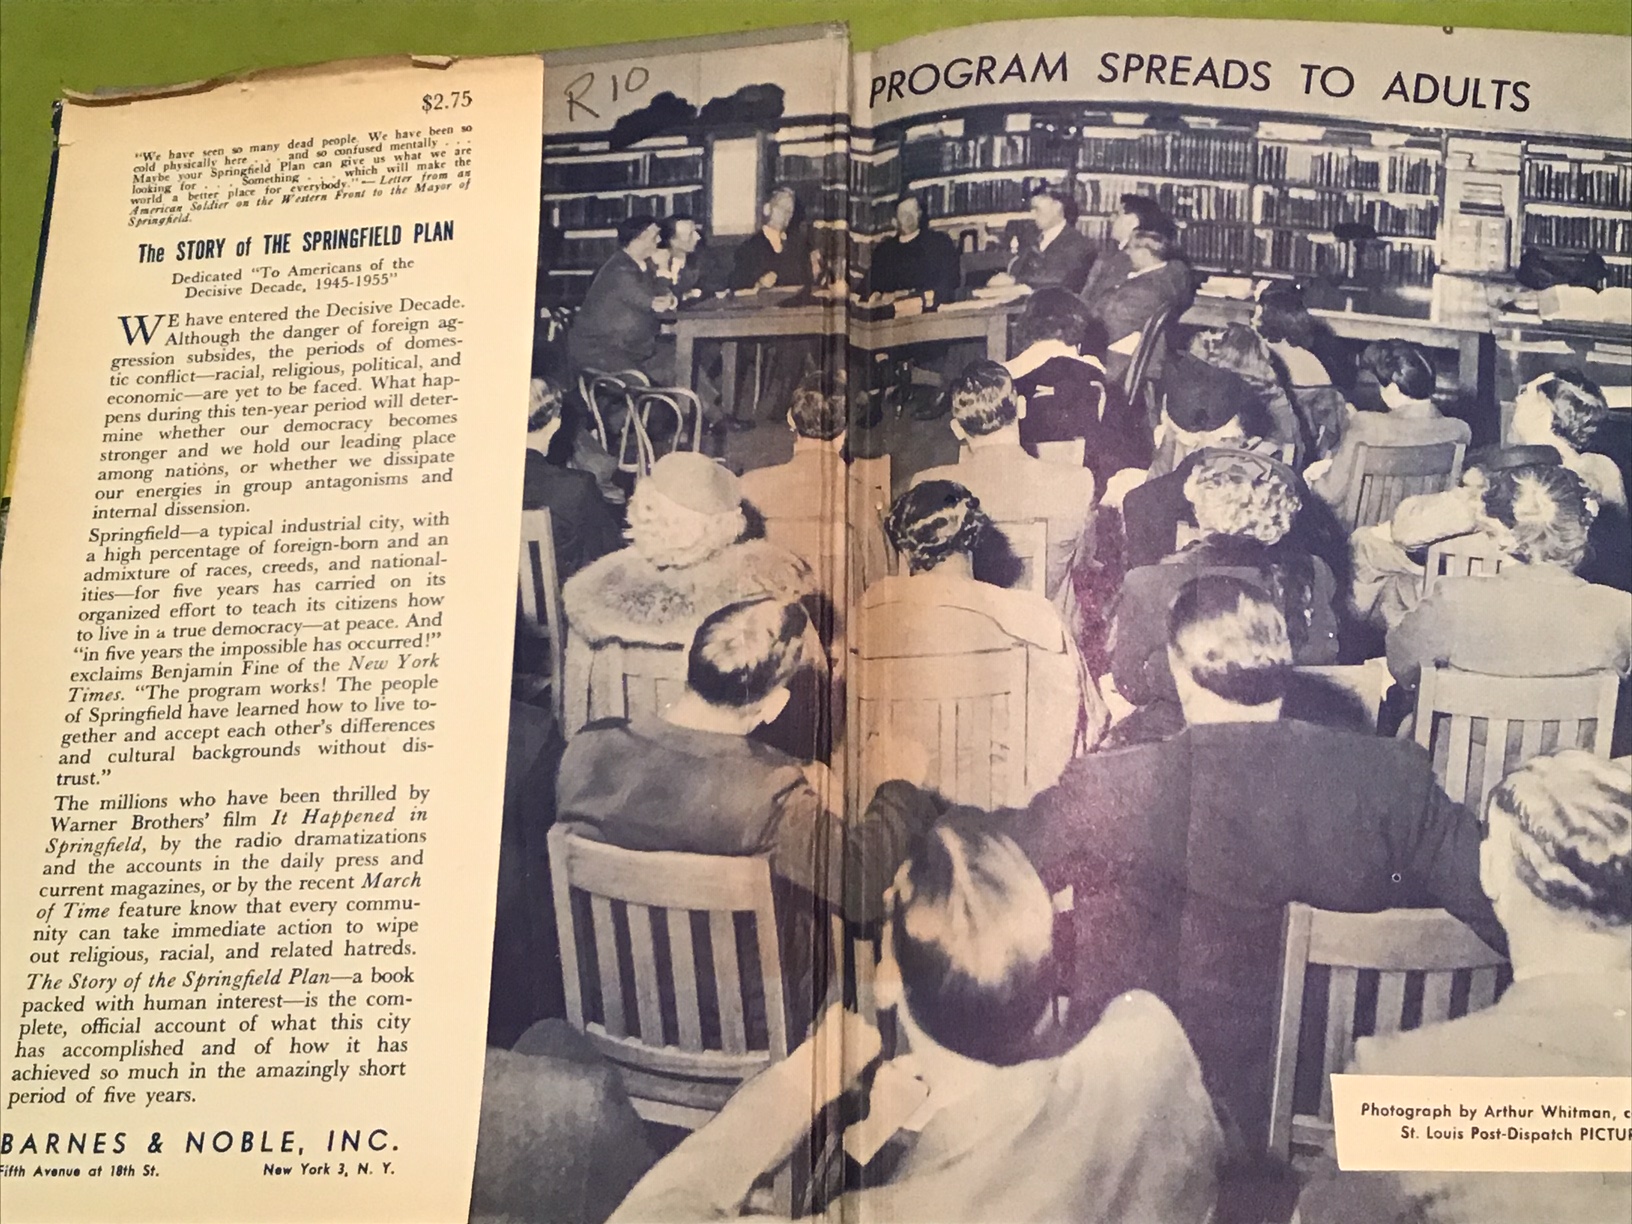 $2.75
"We have seen so many dead people. We have been so
cold physically here . . . and so confused mentally . . .
Maybe your Springfield Plan can give us what we are
looking for . . . Something . . . which will make the
world a better place for everybody."—Letter from an
American Soldier on the Western Front to the Mayor of
Springfield.
The STORY of THE SPRINGFIELD PLAN
Dedicated "To Americans of the
Decisive Decade, 1945-1955"
WE have entered the Decisive Decade.
Although the danger of foreign ag-
gression subsides, the periods of domes-
tic conflict—racial, religious, political, and
economic—are yet to be faced. What hap-
pens during this ten-year period will deter-
mine whether our democracy becomes
stronger and we hold our leading place
among nations, or whether we dissipate
our energies in group antagonisms and
internal dissension.
Springfield—a typical industrial city, with
a high percentage of foreign-born and an
admixture of races, creeds, and national-
ities—for five years has carried on its
organized effort to teach its citizens how
to live in a true democracy—at peace. And
"in five years the impossible has occurred!"
exclaims Benjamin Fine of the New York
Times. "The program works! The people
of Springfield have learned how to live to-
gether and accept each other's differences
and cultural backgrounds without dis-
trust."
The millions who have been thrilled by
Warner Brothers' film It Happened in
Springfield, by the radio dramatizations
and the accounts in the daily press and
current magazines, or by the recent March
of Time feature know that every commu-
nity can take immediate action to wipe
out religious, racial, and related hatreds.
The Story of the Springfield Plan—a book
packed with human interest—is the com-
plete, official account of what this city
has accomplished and of how it has
achieved so much in the amazingly short
period of five years.
BARNES & NOBLE, INC.
Fifth Avenue at 18th St. New York 3, N. Y.
R 10
PROGRAM SPREADS TO ADULTS
Photograph by Arthur Whitman, c
St. Louis Post-Dispatch PICTU